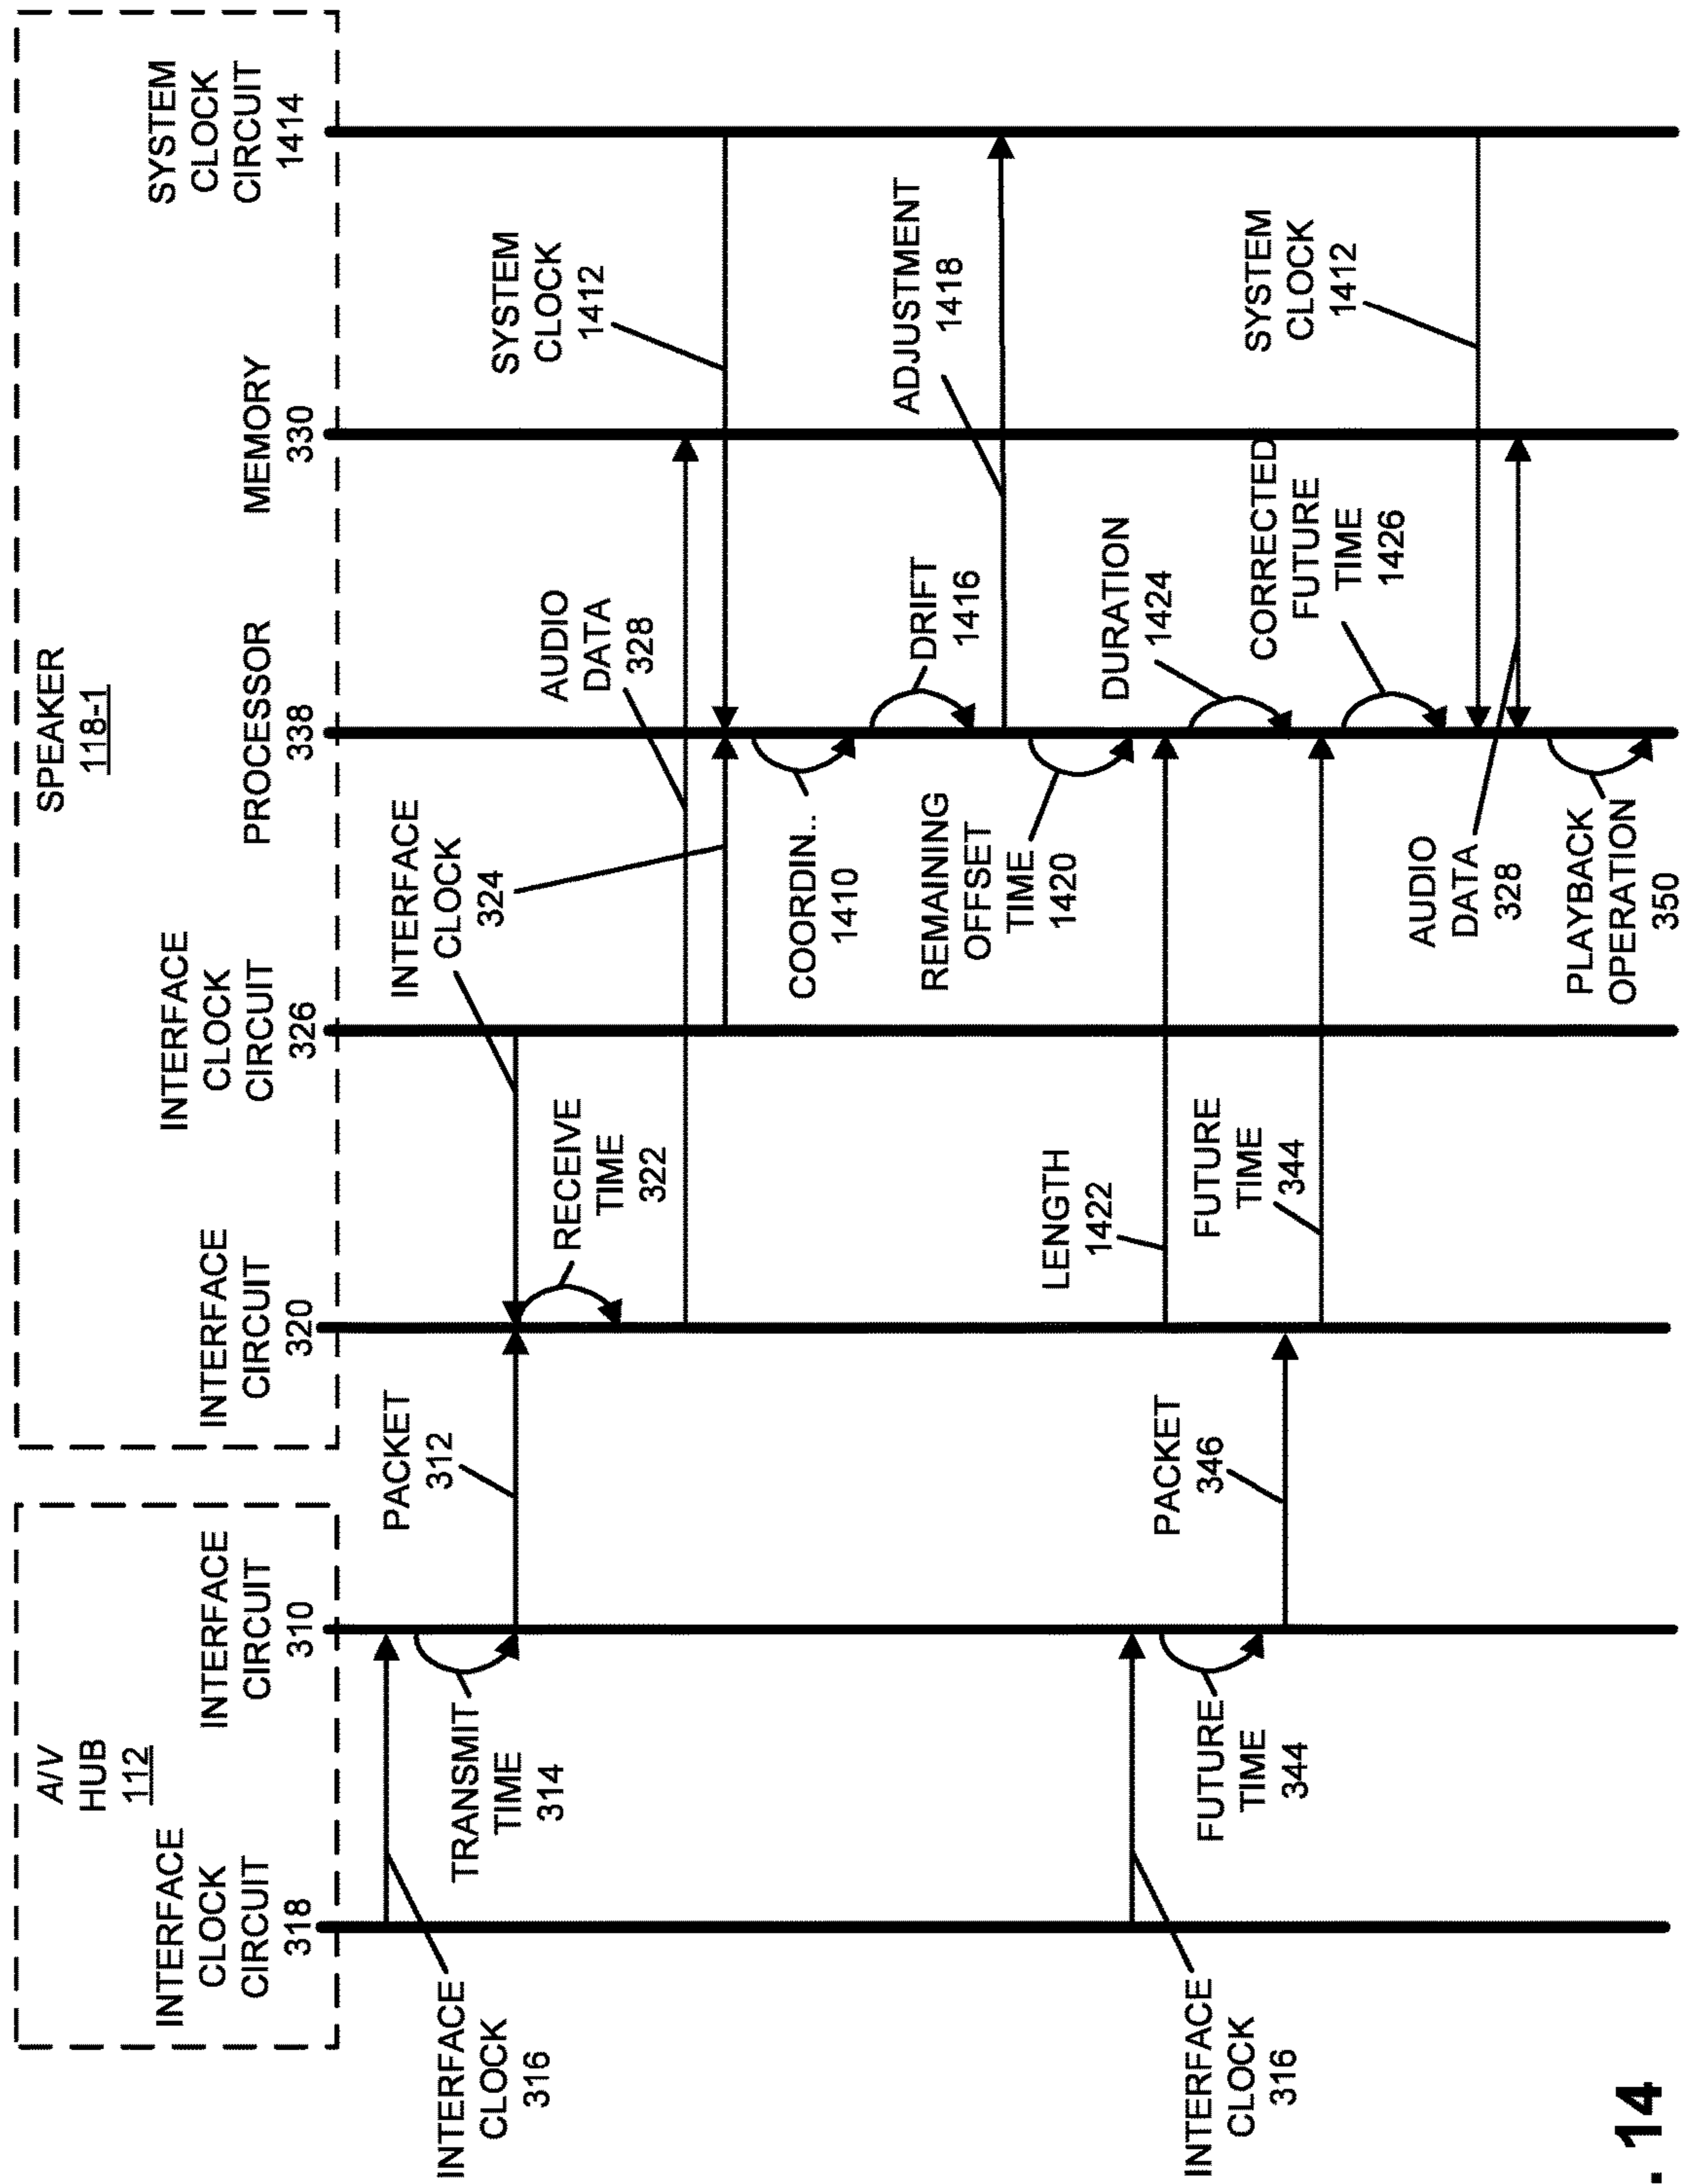 A/V
HUB
112
INTERFACE
CLOCK
CIRCUIT
318
INTERFACE
CIRCUIT
310
SPEAKER
118-1
INTERFACE
CIRCUIT
320
INTERFACE
CLOCK
CIRCUIT
326
PROCESSOR
338
MEMORY
330
SYSTEM
CLOCK
CIRCUIT
1414
INTERFACE
CLOCK
316
TRANSMIT
TIME
314
PACKET
312
INTERFACE
CLOCK
324
RECEIVE
TIME
322
AUDIO
DATA
328
SYSTEM
CLOCK
1412
COORDIN..
1410
DRIFT
1416
ADJUSTMENT
1418
REMAINING
OFFSET
TIME
1420
LENGTH
1422
DURATION
1424
INTERFACE
CLOCK
316
FUTURE
TIME
344
PACKET
346
FUTURE
TIME
344
CORRECTED
FUTURE
TIME
1426
SYSTEM
CLOCK
1412
AUDIO
DATA
328
PLAYBACK
OPERATION
350
. 14